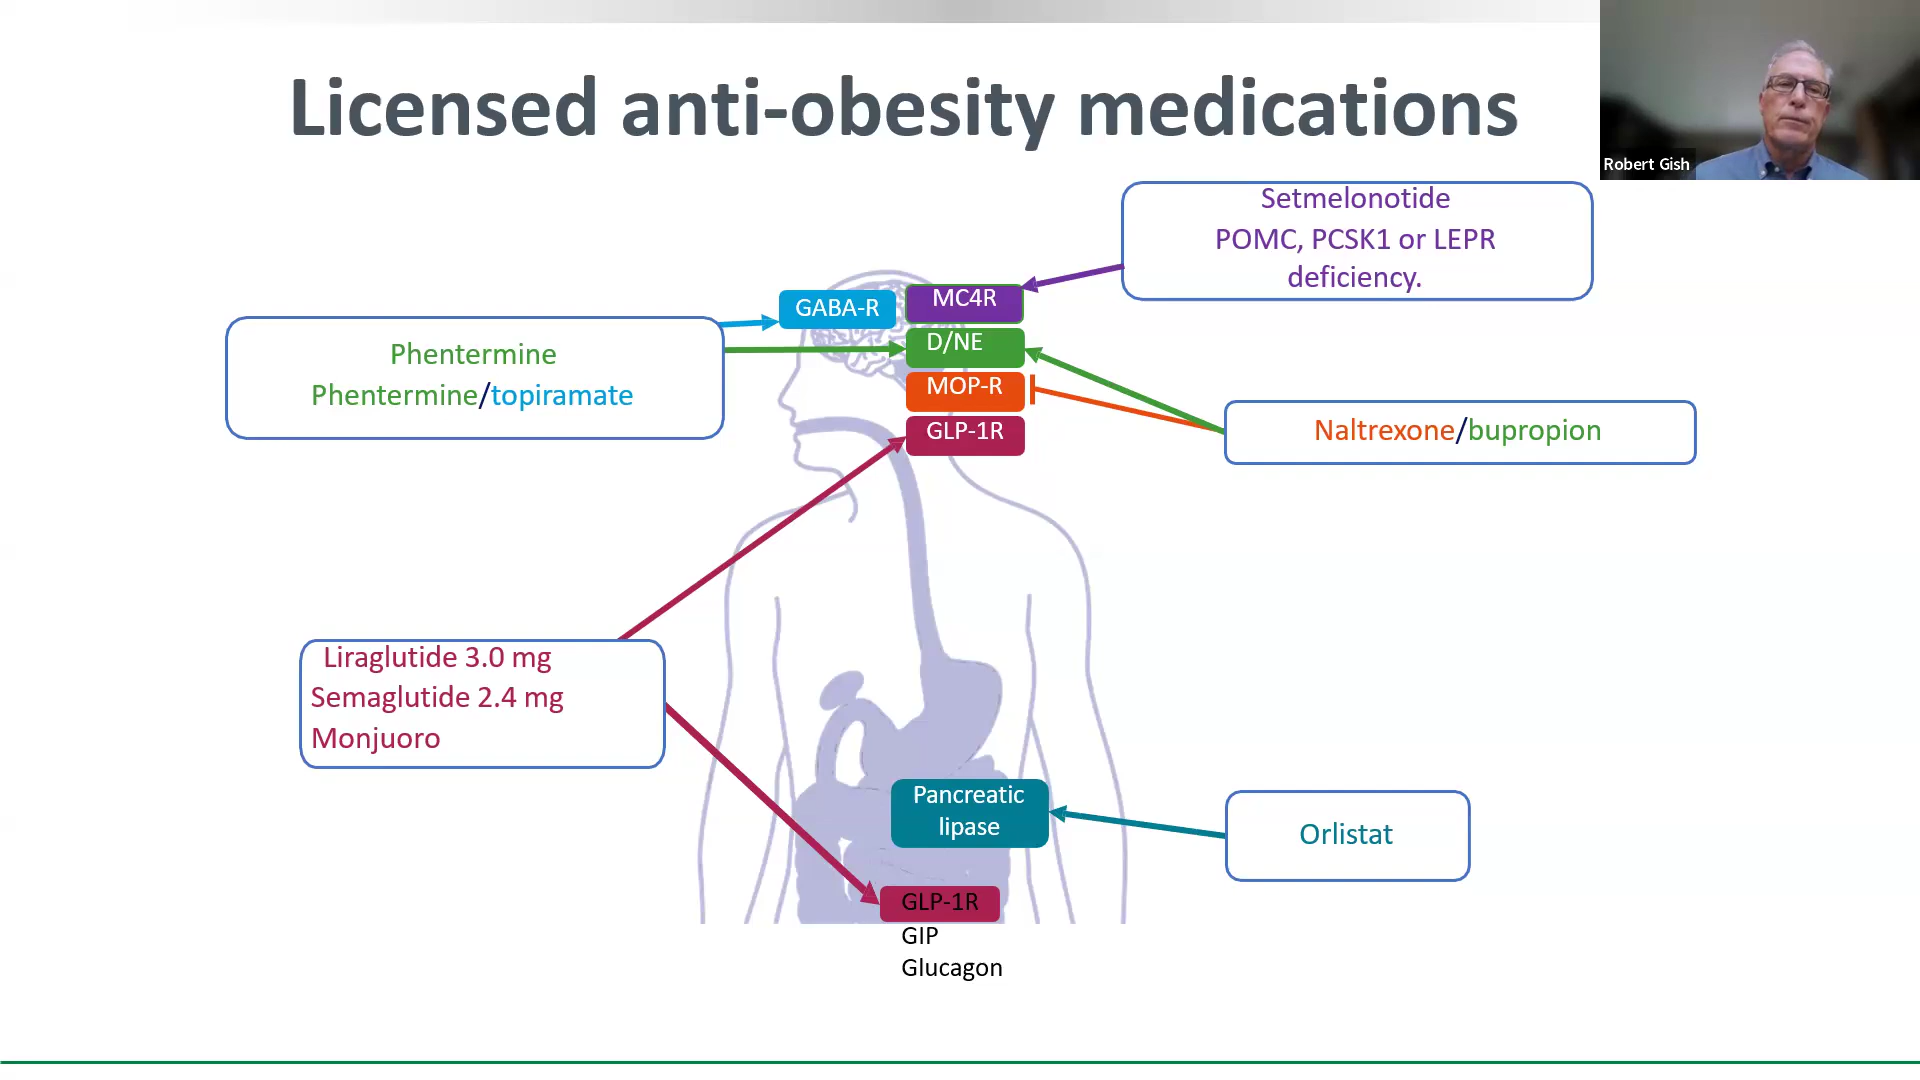 Licensed anti-obesity medications
Robert Gish
Setmelonotide
POMC, PCSK1 or LEPR
deficiency.
GABA-R
MC4R
D/NE
MOP-R
GLP-1R
Phentermine
Phentermine/topiramate
Naltrexone/bupropion
Liraglutide 3.0 mg
Semaglutide 2.4 mg
Monjuoro
Pancreatic
lipase
Orlistat
GLP-1R
GIP
Glucagon